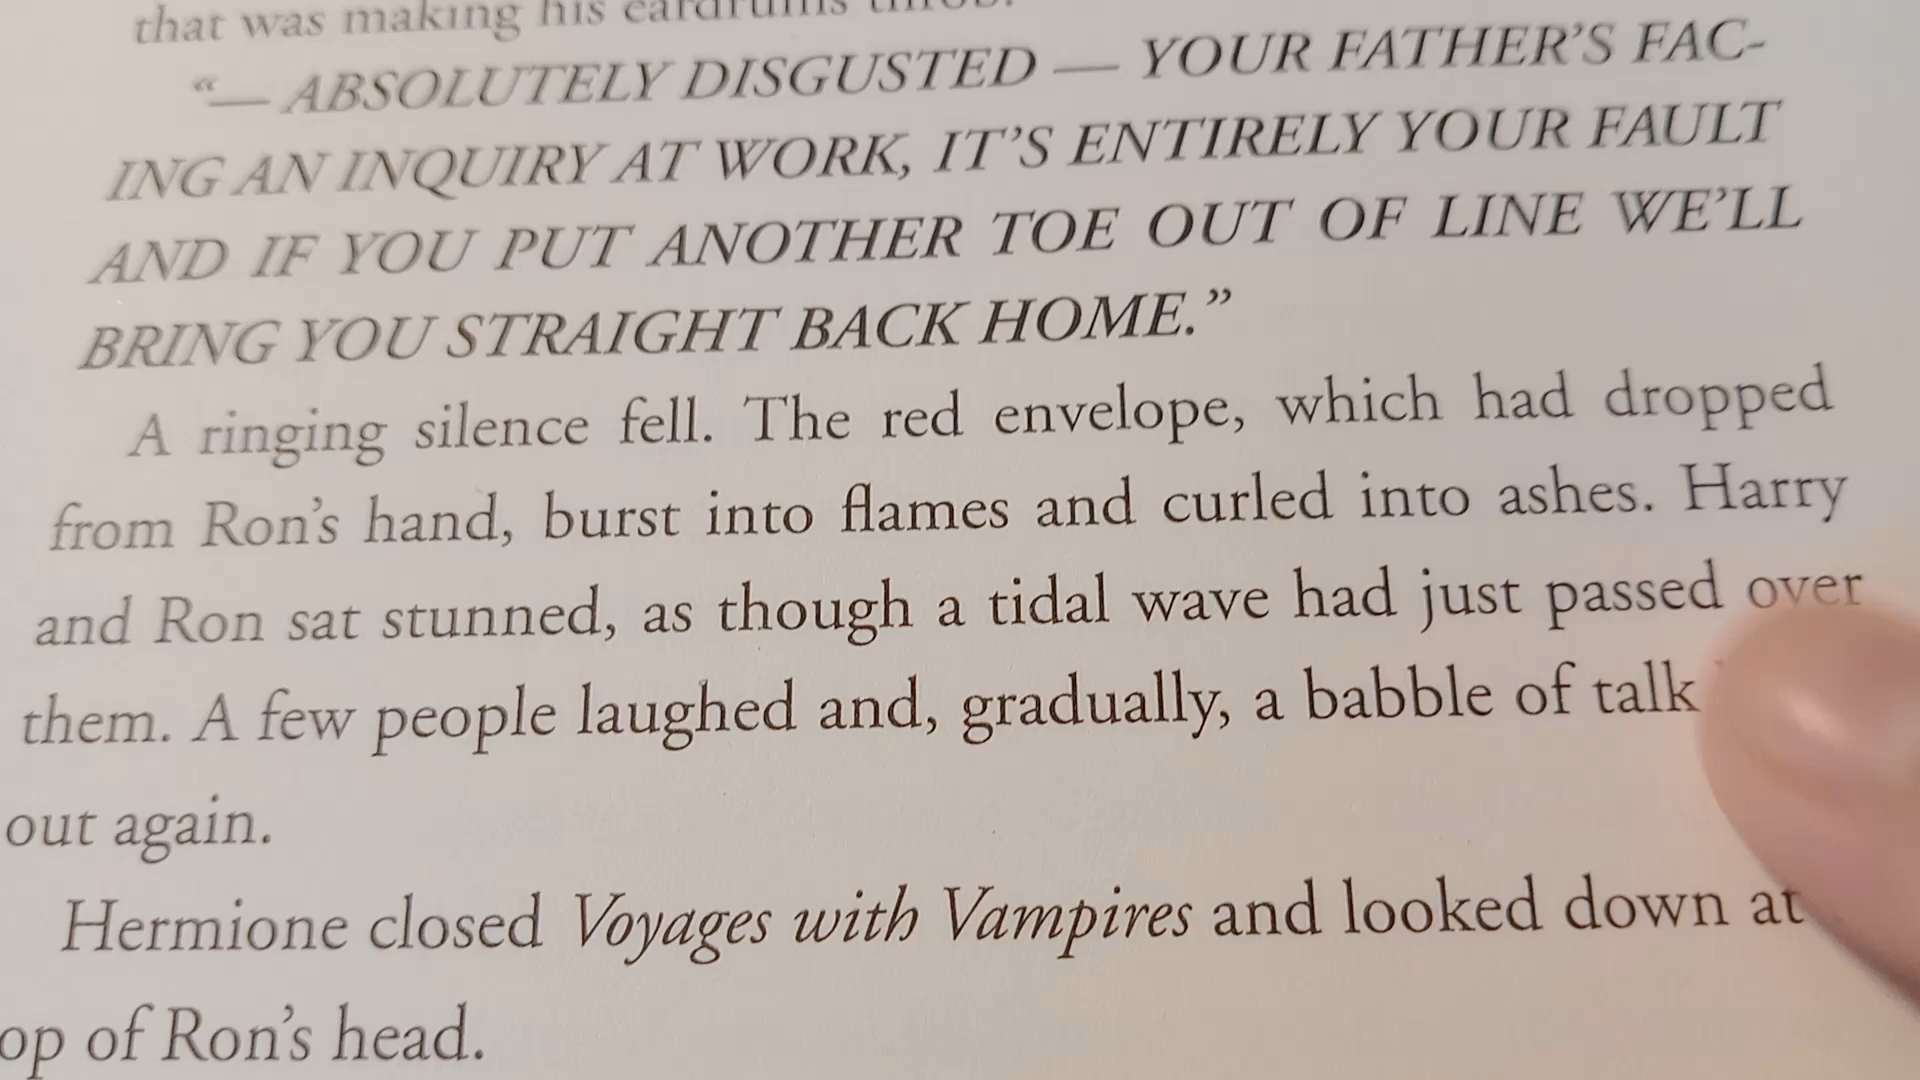 that was making his eardrums throb.
“— ABSOLUTELY DISGUSTED — YOUR FATHER’S FAC-
ING AN INQUIRY AT WORK, IT’S ENTIRELY YOUR FAULT
AND IF YOU PUT ANOTHER TOE OUT OF LINE WE’LL
BRING YOU STRAIGHT BACK HOME.”
A ringing silence fell. The red envelope, which had dropped
from Ron’s hand, burst into flames and curled into ashes. Harry
and Ron sat stunned, as though a tidal wave had just passed over
them. A few people laughed and, gradually, a babble of talk
out again.
Hermione closed Voyages with Vampires and looked down at
op of Ron’s head.